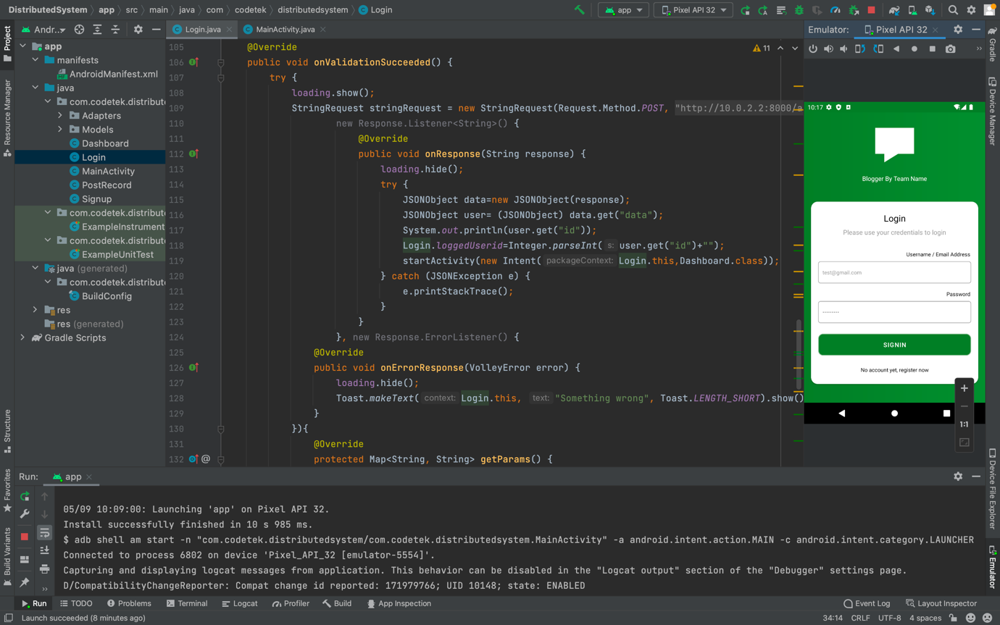 DistributedSystem
app
src
main
java
com
codetek
distributedsystem
Login
app
Pixel API 32
Project
Resource Manager
Structure
Favorites
Build Variants
Andr..
Login.java
MainActivity.java
Emulator:
Pixel API 32
app
manifests
AndroidManifest.xml
java
com.codetek.distribut
Adapters
Models
Dashboard
Login
MainActivity
PostRecord
Signup
com.codetek.distribut
ExampleInstrument
com.codetek.distribut
ExampleUnitTest
java (generated)
com.codetek.distribut
BuildConfig
res
res (generated)
Gradle Scripts
11
105 @Override
106 public void onValidationSucceeded() {
107 try {
108 loading.show();
109 StringRequest stringRequest = new StringRequest(Request.Method.POST, "http://10.0.2.2:8000/a
110 new Response.Listener<String>() {
111 @Override
112 public void onResponse(String response) {
113 loading.hide();
114 try {
115 JSONObject data=new JSONObject(response);
116 JSONObject user= (JSONObject) data.get("data");
117 System.out.println(user.get("id"));
118 Login.loggedUserid=Integer.parseInt( s: user.get("id")+"");
119 startActivity(new Intent( packageContext: Login.this,Dashboard.class));
120 } catch (JSONException e) {
121 e.printStackTrace();
122 }
123 }
124 }, new Response.ErrorListener() {
125 @Override
126 public void onErrorResponse(VolleyError error) {
127 loading.hide();
128 Toast.makeText( context: Login.this, text: "Something wrong", Toast.LENGTH_SHORT).show()
129 }
130 }){
131 @Override
132 @ protected Map<String, String> getParams() {
10:17
Blogger By Team Name
Login
Please use your credentials to login
Username / Email Address
test@gmail.com
Password
.........
SIGNIN
No account yet, register now
1:1
Gradle
Device Manager
Device File Explorer
Emulator
Run:
app
05/09 10:09:00: Launching 'app' on Pixel API 32.
Install successfully finished in 10 s 985 ms.
$ adb shell am start -n "com.codetek.distributedsystem/com.codetek.distributedsystem.MainActivity" -a android.intent.action.MAIN -c android.intent.category.LAUNCHER
Connected to process 6802 on device 'Pixel_API_32 [emulator-5554]'.
Capturing and displaying logcat messages from application. This behavior can be disabled in the "Logcat output" section of the "Debugger" settings page.
D/CompatibilityChangeReporter: Compat change id reported: 171979766; UID 10148; state: ENABLED
Run
TODO
Problems
Terminal
Logcat
Profiler
Build
App Inspection
Event Log
Layout Inspector
Launch succeeded (8 minutes ago)
34:14
CRLF
UTF-8
4 spaces